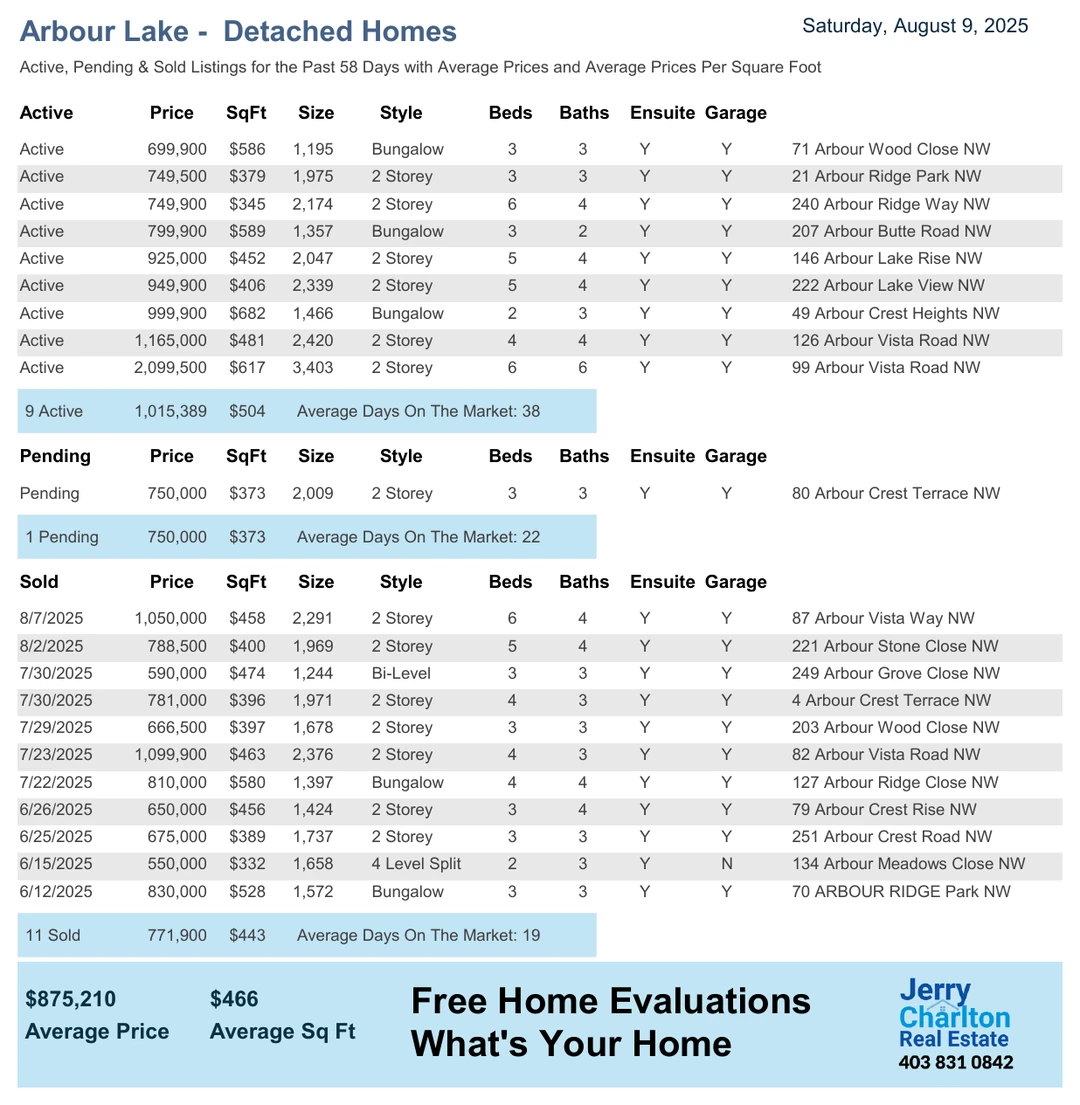 Arbour Lake - Detached Homes
Saturday, August 9, 2025
Active, Pending & Sold Listings for the Past 58 Days with Average Prices and Average Prices Per Square Foot
Active Price SqFt Size Style Beds Baths Ensuite Garage
Active 699,900 $586 1,195 Bungalow 3 3 Y Y 71 Arbour Wood Close NW
Active 749,500 $379 1,975 2 Storey 3 3 Y Y 21 Arbour Ridge Park NW
Active 749,900 $345 2,174 2 Storey 6 4 Y Y 240 Arbour Ridge Way NW
Active 799,900 $589 1,357 Bungalow 3 2 Y Y 207 Arbour Butte Road NW
Active 925,000 $452 2,047 2 Storey 5 4 Y Y 146 Arbour Lake Rise NW
Active 949,900 $406 2,339 2 Storey 5 4 Y Y 222 Arbour Lake View NW
Active 999,900 $682 1,466 Bungalow 2 3 Y Y 49 Arbour Crest Heights NW
Active 1,165,000 $481 2,420 2 Storey 4 4 Y Y 126 Arbour Vista Road NW
Active 2,099,500 $617 3,403 2 Storey 6 6 Y Y 99 Arbour Vista Road NW
9 Active 1,015,389 $504 Average Days On The Market: 38
Pending Price SqFt Size Style Beds Baths Ensuite Garage
Pending 750,000 $373 2,009 2 Storey 3 3 Y Y 80 Arbour Crest Terrace NW
1 Pending 750,000 $373 Average Days On The Market: 22
Sold Price SqFt Size Style Beds Baths Ensuite Garage
8/7/2025 1,050,000 $458 2,291 2 Storey 6 4 Y Y 87 Arbour Vista Way NW
8/2/2025 788,500 $400 1,969 2 Storey 5 4 Y Y 221 Arbour Stone Close NW
7/30/2025 590,000 $474 1,244 Bi-Level 3 3 Y Y 249 Arbour Grove Close NW
7/30/2025 781,000 $396 1,971 2 Storey 4 3 Y Y 4 Arbour Crest Terrace NW
7/29/2025 666,500 $397 1,678 2 Storey 3 3 Y Y 203 Arbour Wood Close NW
7/23/2025 1,099,900 $463 2,376 2 Storey 4 3 Y Y 82 Arbour Vista Road NW
7/22/2025 810,000 $580 1,397 Bungalow 4 4 Y Y 127 Arbour Ridge Close NW
6/26/2025 650,000 $456 1,424 2 Storey 3 4 Y Y 79 Arbour Crest Rise NW
6/25/2025 675,000 $389 1,737 2 Storey 3 3 Y Y 251 Arbour Crest Road NW
6/15/2025 550,000 $332 1,658 4 Level Split 2 3 Y N 134 Arbour Meadows Close NW
6/12/2025 830,000 $528 1,572 Bungalow 3 3 Y Y 70 ARBOUR RIDGE Park NW
11 Sold 771,900 $443 Average Days On The Market: 19
$875,210 $466
Average Price Average Sq Ft
Free Home Evaluations
What's Your Home
Jerry
Charlton
Real Estate
403 831 0842